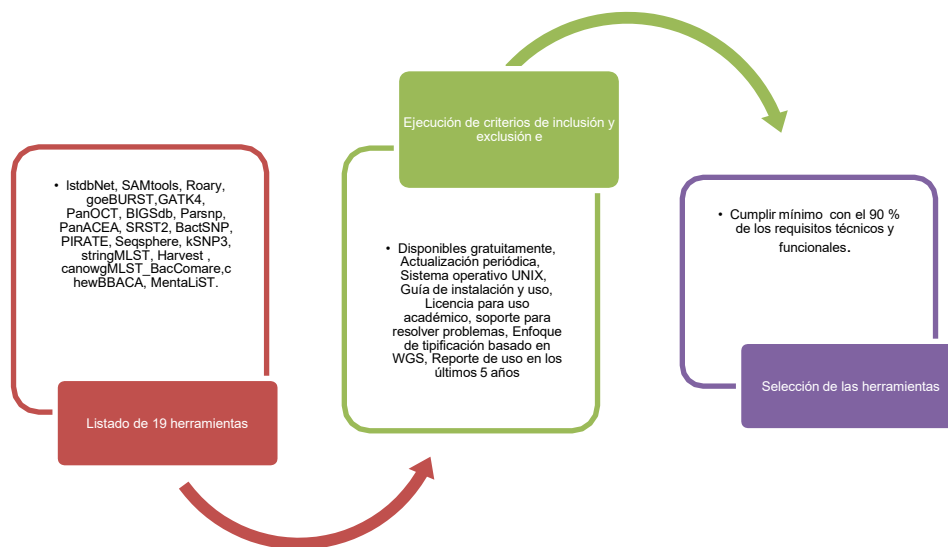 • lstdbNet, SAMtools, Roary,
goeBURST,GATK4,
PanOCT, BIGSdb, Parsnp,
PanACEA, SRST2, BactSNP,
PIRATE, Seqsphere, kSNP3,
stringMLST, Harvest ,
canowgMLST_BacComare,c
hewBBACA, MentaLiST.
Listado de 19 herramientas
Ejecución de criterios de inclusión y
exclusión e
• Disponibles gratuitamente,
Actualización periódica,
Sistema operativo UNIX,
Guía de instalación y uso,
Licencia para uso
académico, soporte para
resolver problemas, Enfoque
de tipificación basado en
WGS, Reporte de uso en los
últimos 5 años
• Cumplir mínimo con el 90 %
de los requisitos técnicos y
funcionales.
Selección de las herramientas